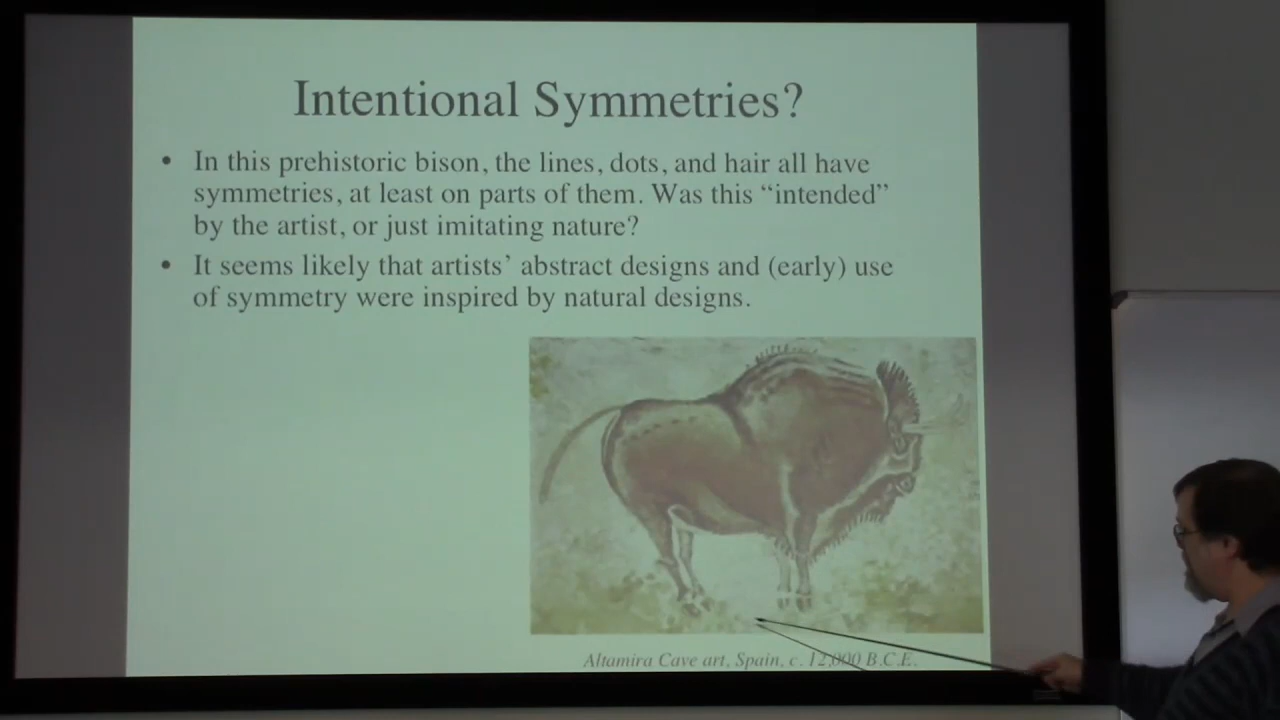 Intentional Symmetries?
• In this prehistoric bison, the lines, dots, and hair all have
symmetries, at least on parts of them. Was this “intended”
by the artist, or just imitating nature?
• It seems likely that artists’ abstract designs and (early) use
of symmetry were inspired by natural designs.
Altamira Cave art, Spain, c. 12,000 B.C.E.